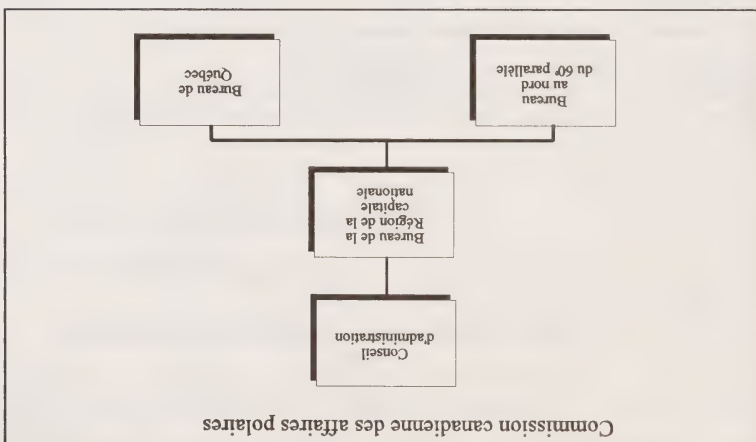 Commission canadienne des affaires polaires
Conseil
d'administration
Bureau de la
Région de la
capitale
nationale
Bureau
au nord
du 60e parallèle
Bureau de
Québec